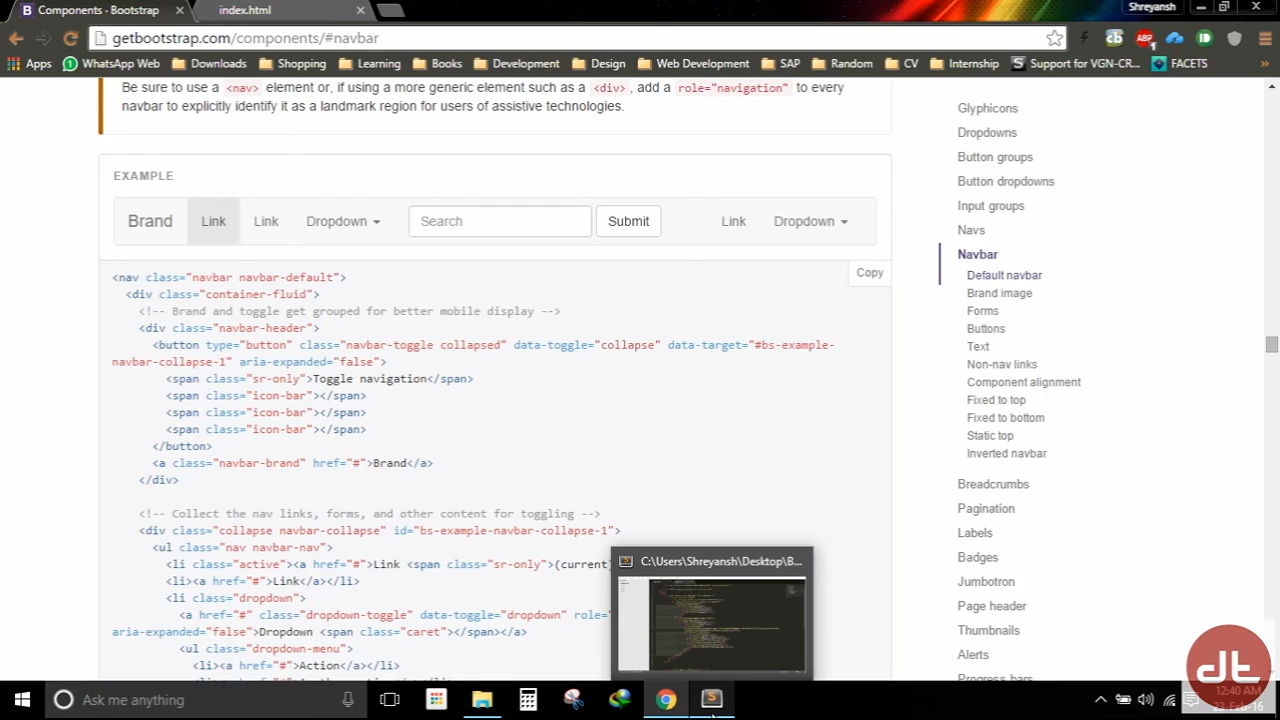 Components - Bootstrap
index.html
Shreyansh
getbootstrap.com/components/#navbar
Apps WhatsApp Web Downloads Shopping Learning Books Development Design Web Development SAP Random CV Internship Support for VGN-CR... FACETS
Be sure to use a <nav> element or, if using a more generic element such as a <div>, add a role="navigation" to every
navbar to explicitly identify it as a landmark region for users of assistive technologies.
EXAMPLE
Brand Link Link Dropdown Search Submit Link Dropdown
Copy
<nav class="navbar navbar-default">
<div class="container-fluid">
<!-- Brand and toggle get grouped for better mobile display -->
<div class="navbar-header">
<button type="button" class="navbar-toggle collapsed" data-toggle="collapse" data-target="#bs-example-
navbar-collapse-1" aria-expanded="false">
<span class="sr-only">Toggle navigation</span>
<span class="icon-bar"></span>
<span class="icon-bar"></span>
<span class="icon-bar"></span>
</button>
<a class="navbar-brand" href="#">Brand</a>
</div>
<!-- Collect the nav links, forms, and other content for toggling -->
<div class="collapse navbar-collapse" id="bs-example-navbar-collapse-1">
<ul class="nav navbar-nav">
<li class="active"><a href="#">Link <span class="sr-only">(current)
<li><a href="#">Link</a></li>
<li class="dropdown">
<a href="#" class="dropdown-toggle" data-toggle="dropdown" role="
aria-expanded="false">Dropdown <span class="caret"></span></a>
<ul class="dropdown-menu">
<li><a href="#">Action</a></li>
Glyphicons
Dropdowns
Button groups
Button dropdowns
Input groups
Navs
Navbar
Default navbar
Brand image
Forms
Buttons
Text
Non-nav links
Component alignment
Fixed to top
Fixed to bottom
Static top
Inverted navbar
Breadcrumbs
Pagination
Labels
Badges
Jumbotron
Page header
Thumbnails
Alerts
Progress bars
C:\Users\Shreyansh\Desktop\B...
dt
Ask me anything
12:40 AM
23-Feb-16